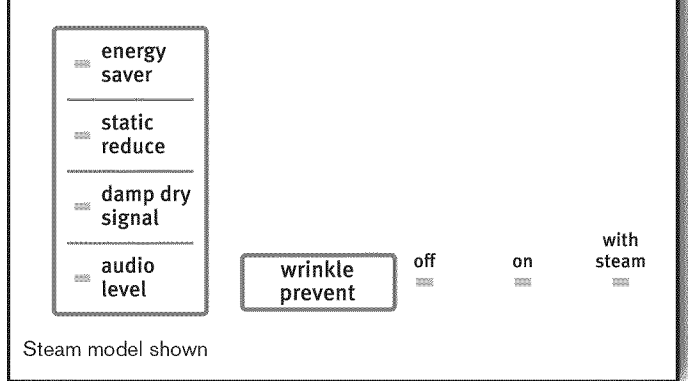 energy
saver
static
reduce
damp dry
signal
audio
level
wrinkle
prevent
off
on
with
steam
Steam model shown